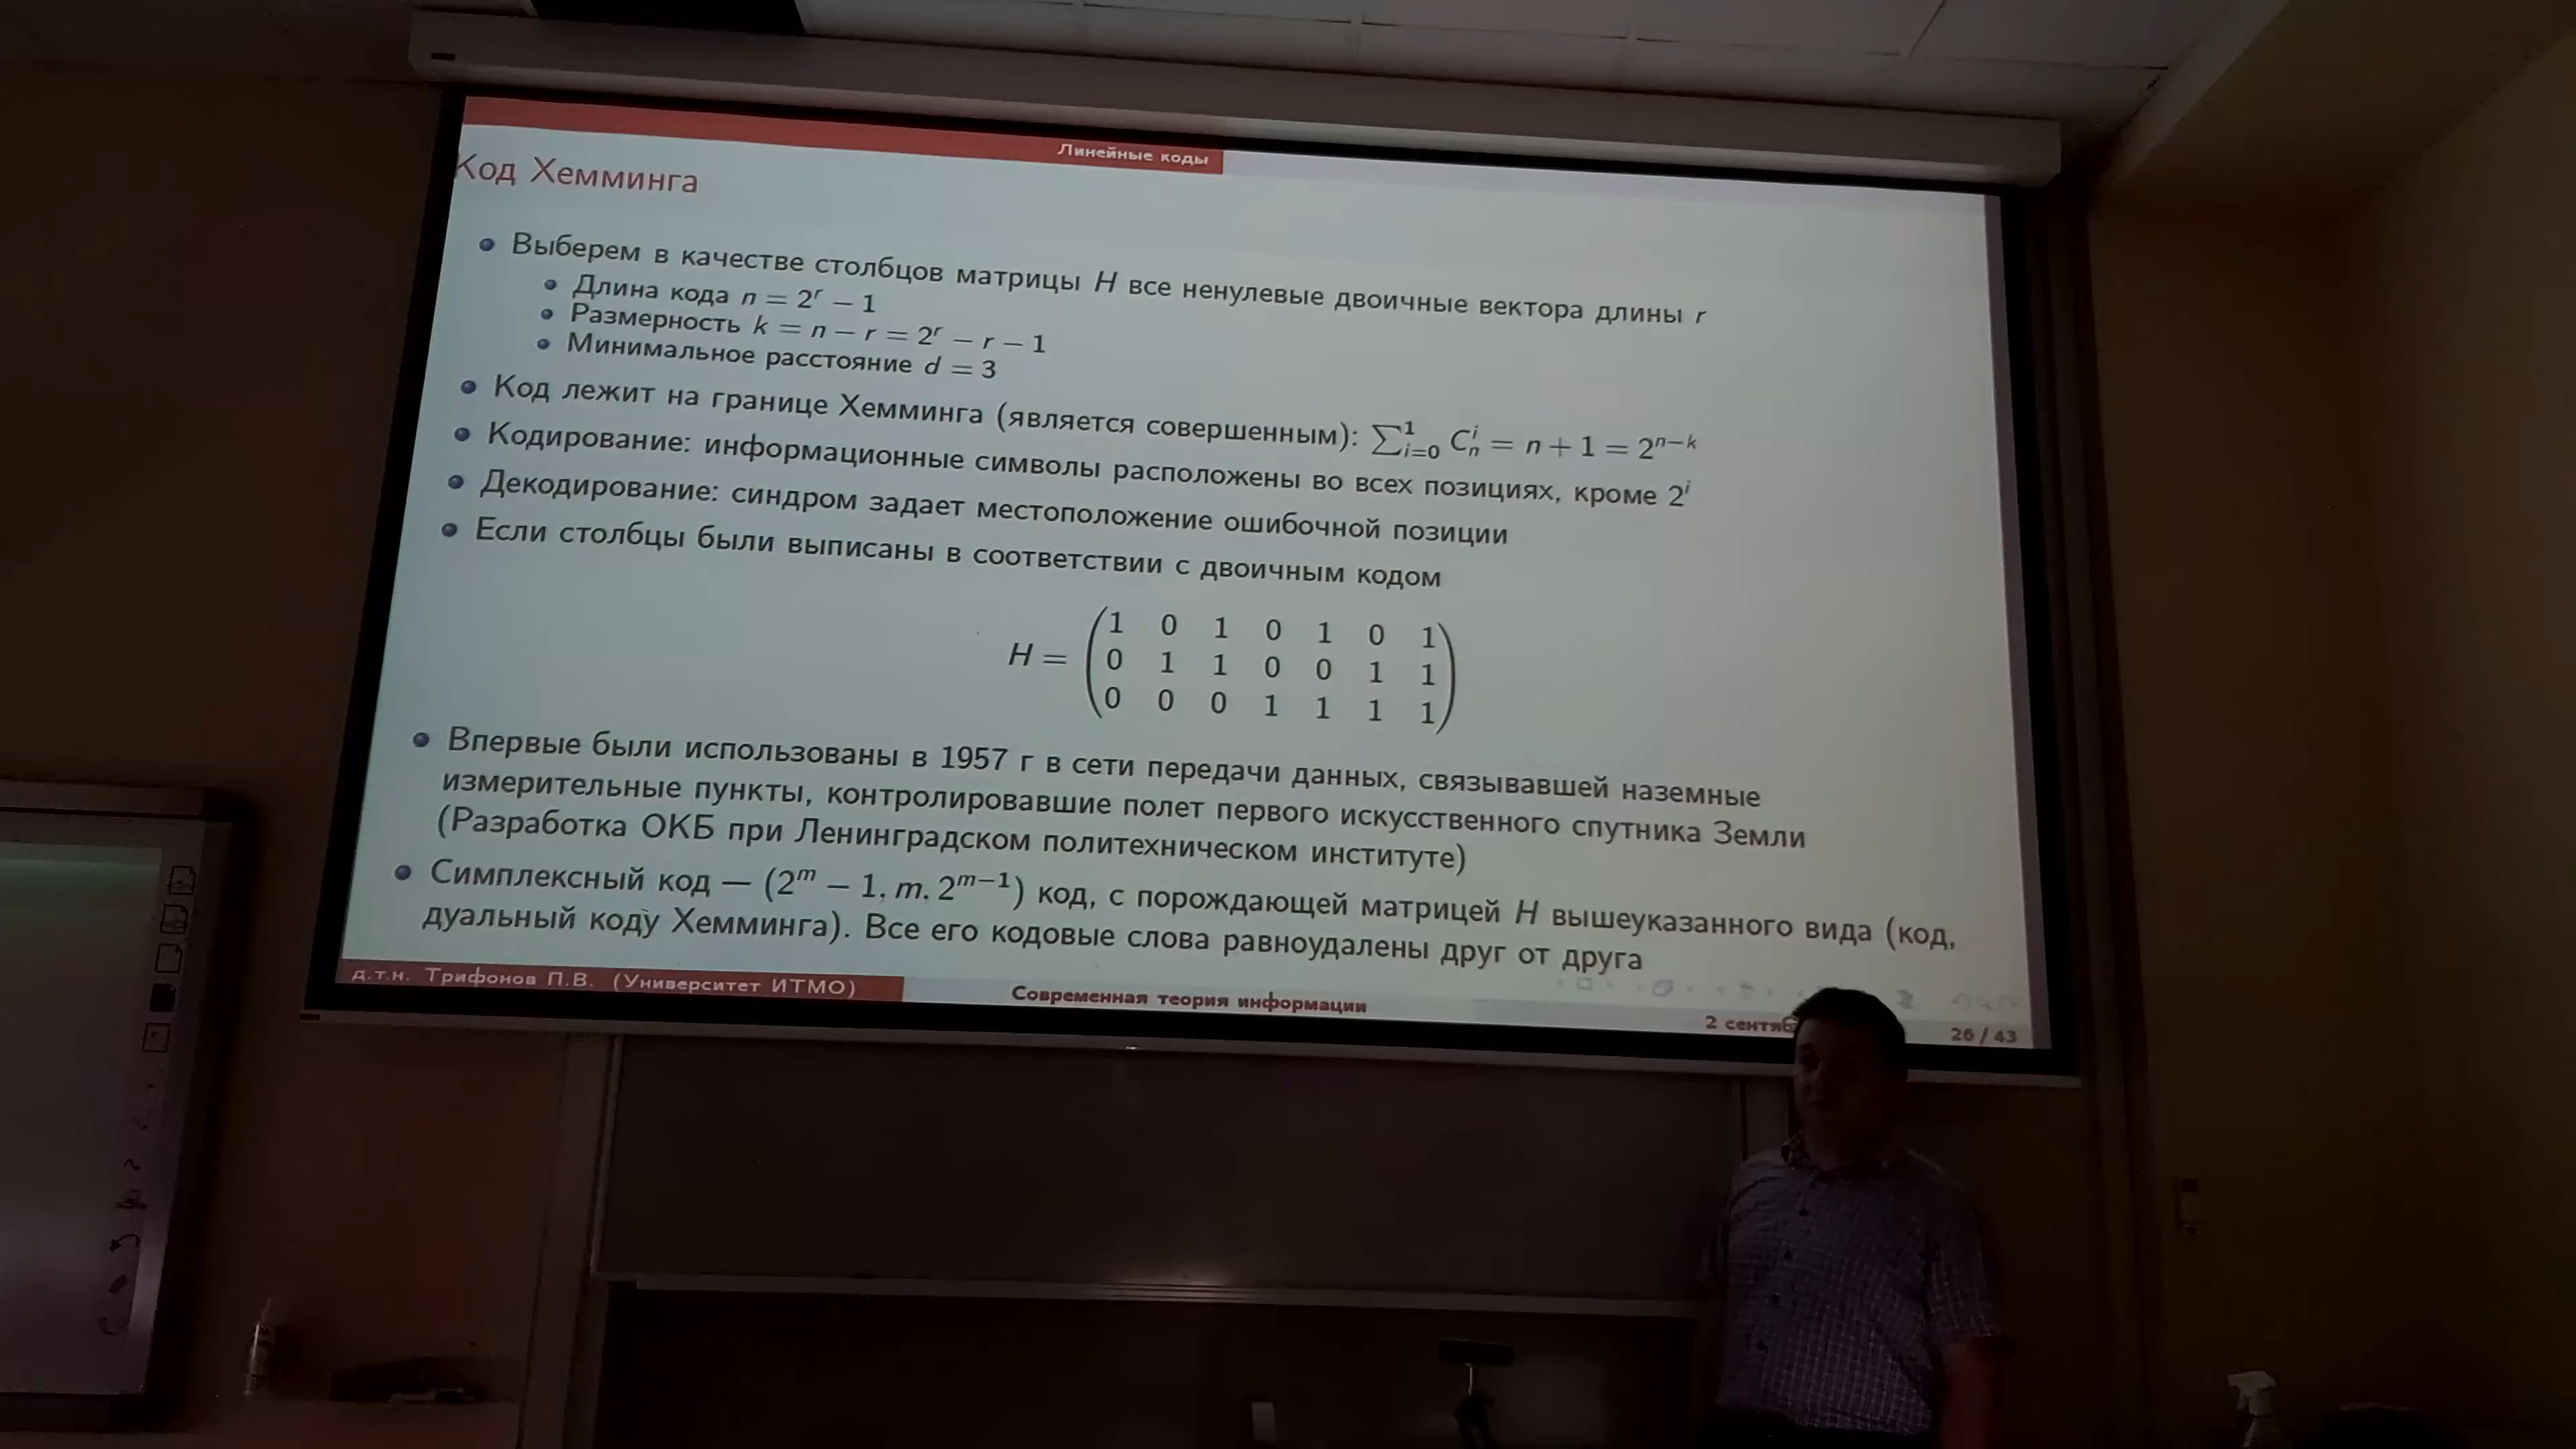 Линейные коды
Код Хемминга
Выберем в качестве столбцов матрицы H все ненулевые двоичные вектора длины r
Длина кода n = 2^r − 1
Размерность k = n − r = 2^r − r − 1
Минимальное расстояние d = 3
Код лежит на границе Хемминга (является совершенным): ∑_{i=0}^{1} C_n^i = n + 1 = 2^{n−k}
Кодирование: информационные символы расположены во всех позициях, кроме 2^i
Декодирование: синдром задает местоположение ошибочной позиции
Если столбцы были выписаны в соответствии с двоичным кодом
H =
1 0 1 0 1 0 1
0 1 1 0 0 1 1
0 0 0 1 1 1 1
Впервые были использованы в 1957 г в сети передачи данных, связывавшей наземные
измерительные пункты, контролировавшие полет первого искусственного спутника Земли
(Разработка ОКБ при Ленинградском политехническом институте)
Симплексный код — (2^m − 1, m, 2^{m−1}) код, с порождающей матрицей H вышеуказанного вида (код,
дуальный коду Хемминга). Все его кодовые слова равноудалены друг от друга
д.т.н. Трифонов П.В. (Университет ИТМО)
Современная теория информации
2 сентяб
26 / 43